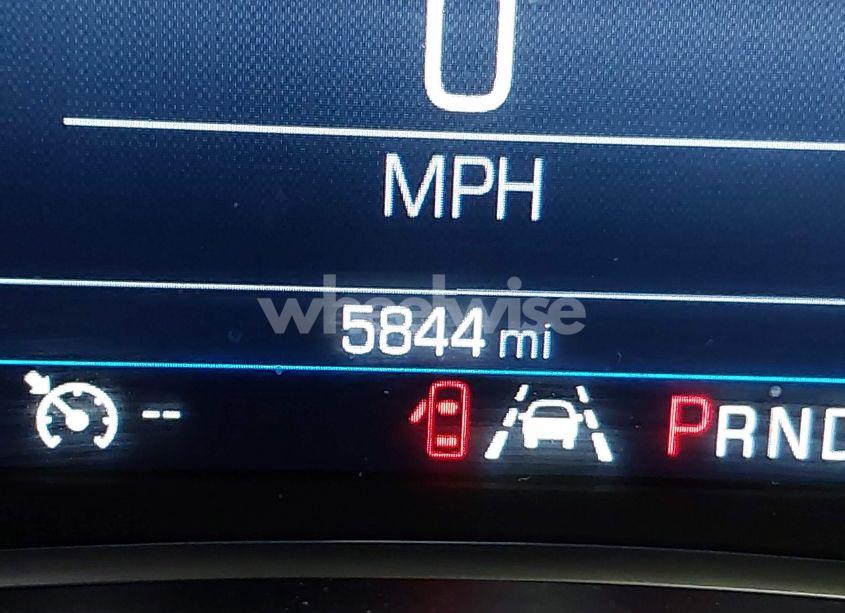 0
MPH
wheelwise
5844 mi
--
PRND